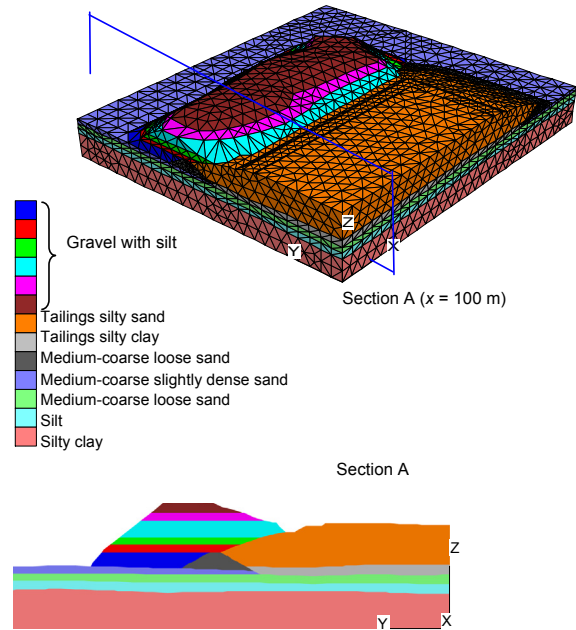 Z
Y
X
Section A (x = 100 m)
Gravel with silt
Tailings silty sand
Tailings silty clay
Medium-coarse loose sand
Medium-coarse slightly dense sand
Medium-coarse loose sand
Silt
Silty clay
Section A
Z
Y
X